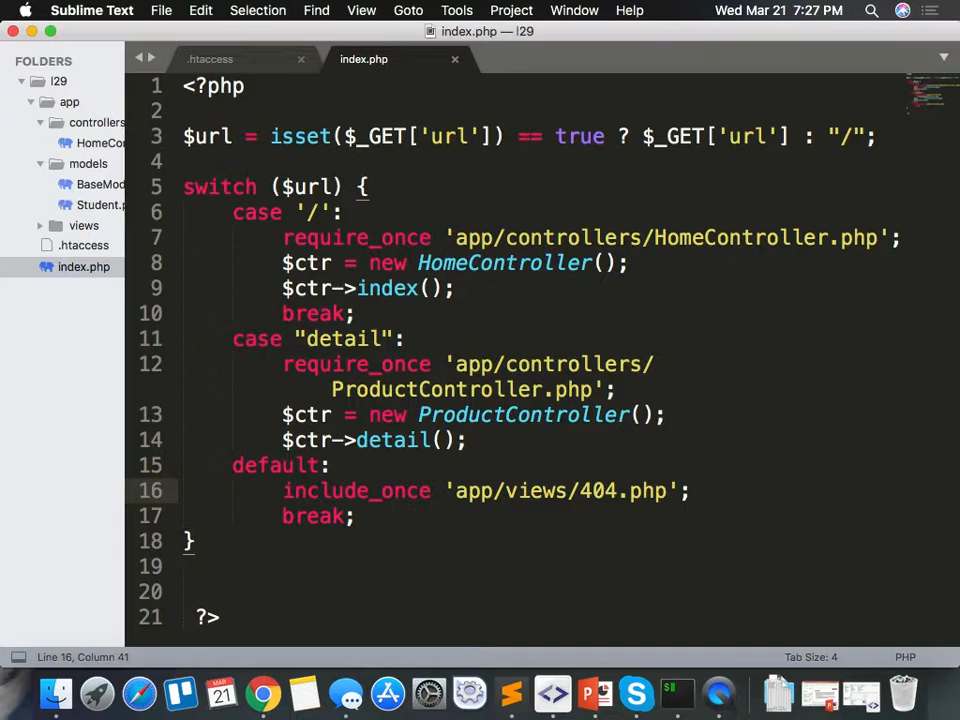 Sublime Text File Edit Selection Find View Goto Tools Project Window Help Wed Mar 21 7:27 PM
index.php — l29
FOLDERS
l29
app
controllers
HomeCon
models
BaseMod
Student.p
views
.htaccess
index.php
.htaccess
index.php
1 <?php
2
3 $url = isset($_GET['url']) == true ? $_GET['url'] : "/";
4
5 switch ($url) {
6 case '/':
7 require_once 'app/controllers/HomeController.php';
8 $ctr = new HomeController();
9 $ctr->index();
10 break;
11 case "detail":
12 require_once 'app/controllers/
ProductController.php';
13 $ctr = new ProductController();
14 $ctr->detail();
15 default:
16 include_once 'app/views/404.php';
17 break;
18 }
19
20
21 ?>
Line 16, Column 41 Tab Size: 4 PHP